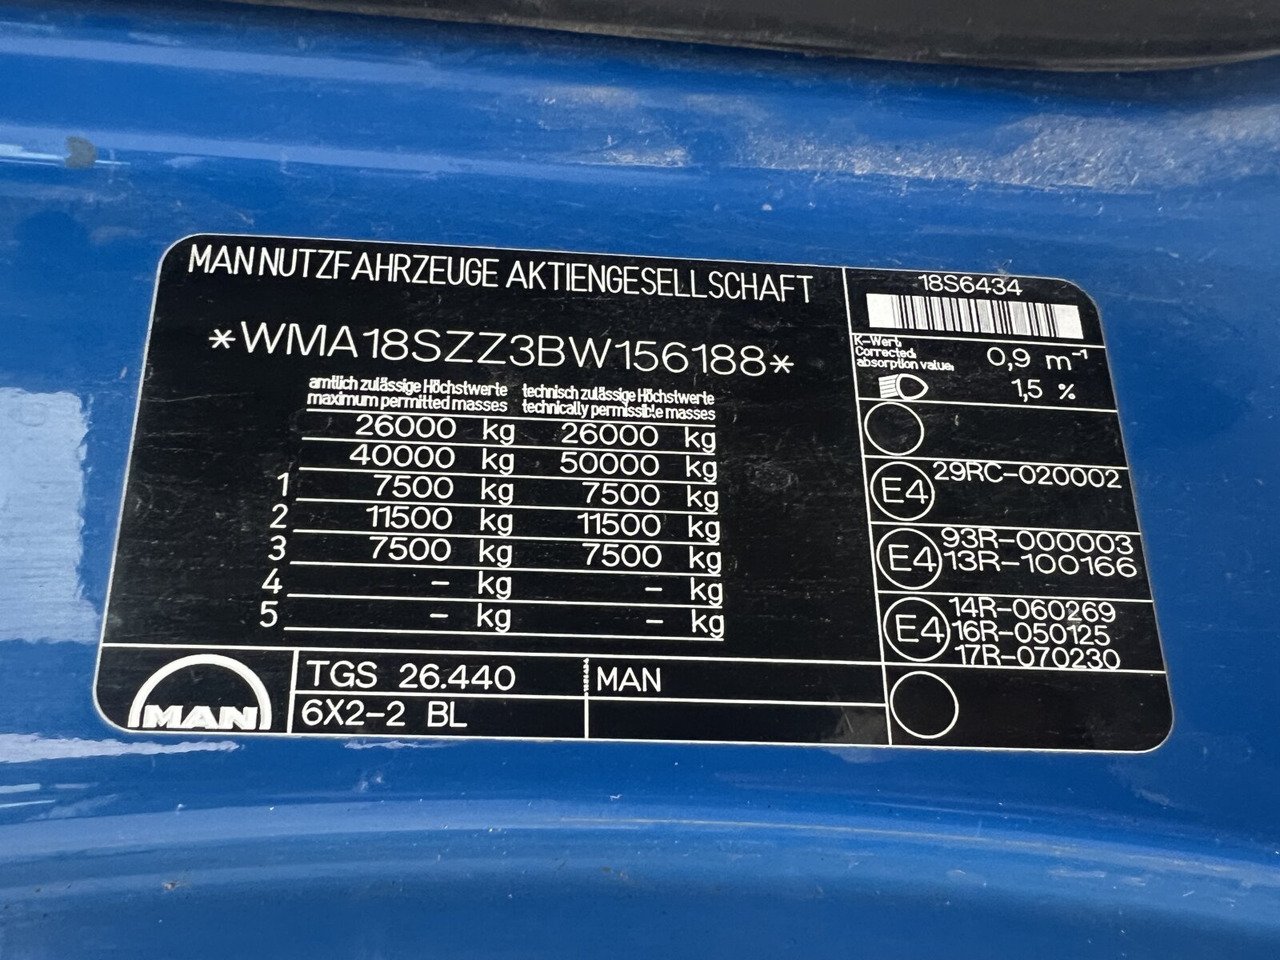 MAN NUTZFAHRZEUGE AKTIENGESELLSCHAFT
*WMA18SZZ3BW156188*
amtlich zulässige Höchstwerte technisch zulässige Höchstwerte
maximum permitted masses technically permissible masses
26000 kg 26000 kg
40000 kg 50000 kg
1 7500 kg 7500 kg
2 11500 kg 11500 kg
3 7500 kg 7500 kg
4 – kg – kg
5 – kg – kg
MAN
TGS 26.440 MAN
6X2-2 BL
18S6434
K-Wert,
Corrected
absorption value,
0,9 m⁻¹
1,5 %
E4 29RC-020002
E4 93R-000003
13R-100166
E4 14R-060269
16R-050125
17R-070230